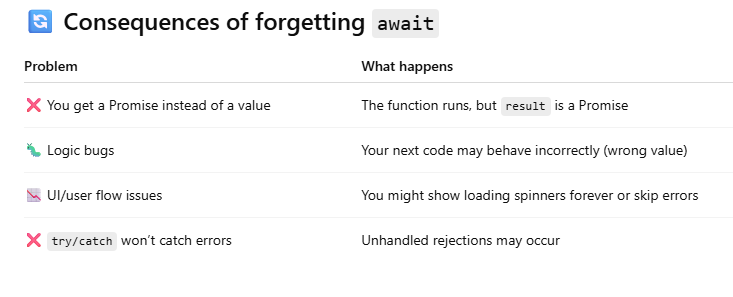 🔄 Consequences of forgetting await
Problem What happens
❌ You get a Promise instead of a value The function runs, but result is a Promise
🐛 Logic bugs Your next code may behave incorrectly (wrong value)
📉 UI/user flow issues You might show loading spinners forever or skip errors
❌ try/catch won’t catch errors Unhandled rejections may occur